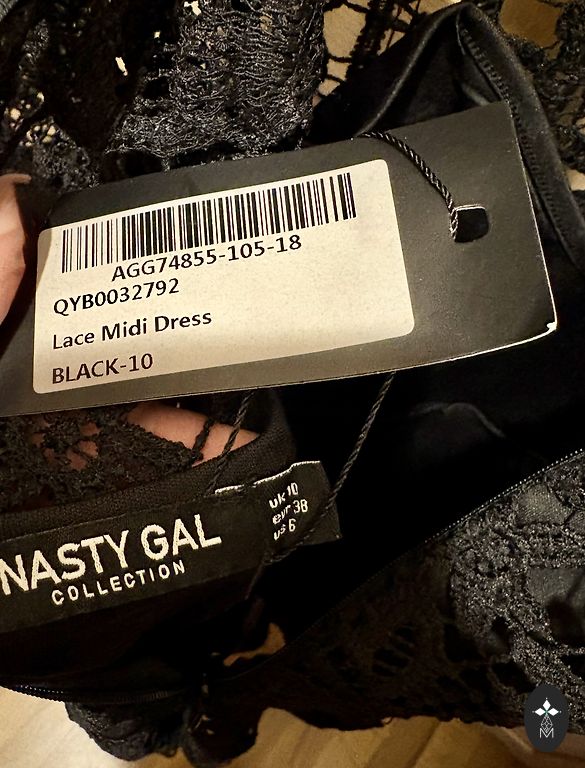 AGG74855-105-18
QYB0032792
Lace Midi Dress
BLACK-10
uk 10
eur 38
us 6
NASTY GAL
COLLECTION